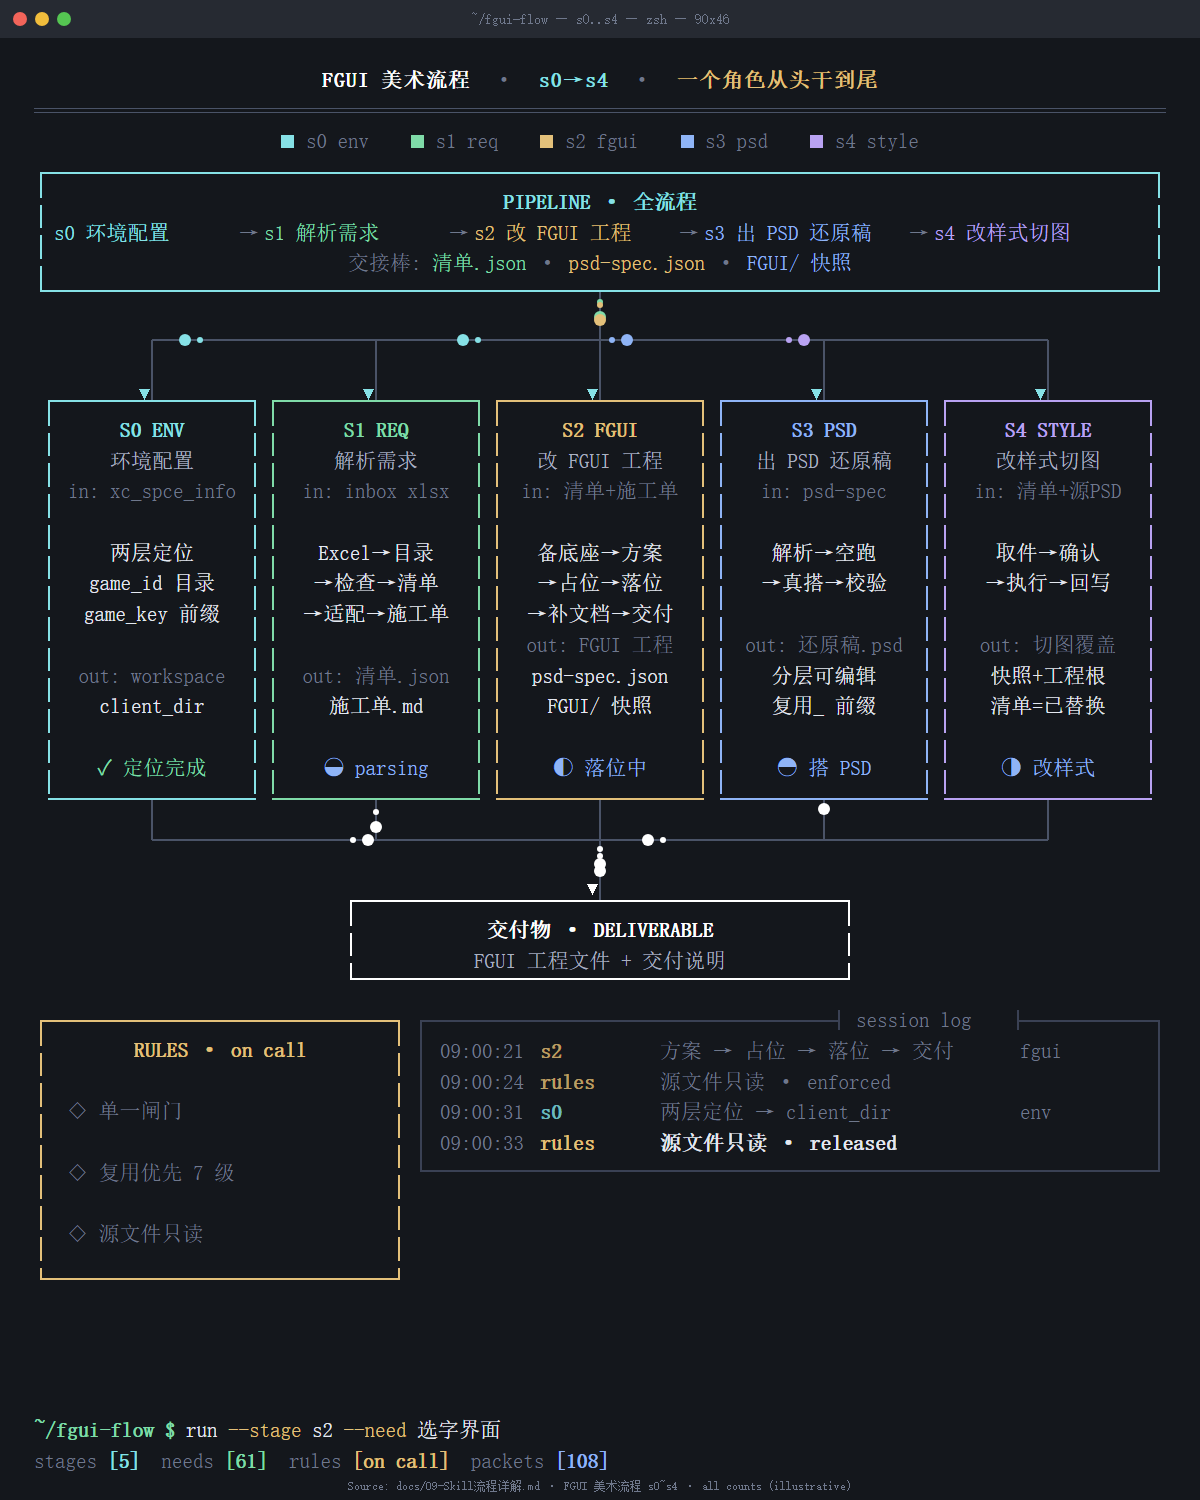 ~/fgui-flow — s0..s4 — zsh — 90x46
FGUI 美术流程 • s0→s4 • 一个角色从头干到尾
s0 env s1 req s2 fgui s3 psd s4 style
PIPELINE • 全流程
s0 环境配置 → s1 解析需求 → s2 改 FGUI 工程 → s3 出 PSD 还原稿 → s4 改样式切图
交接棒: 清单.json • psd-spec.json • FGUI/ 快照
S0 ENV
环境配置
in: xc_spce_info
两层定位
game_id 目录
game_key 前缀
out: workspace
client_dir
✓ 定位完成
S1 REQ
解析需求
in: inbox xlsx
Excel→目录
→检查→清单
→适配→施工单
out: 清单.json
施工单.md
parsing
S2 FGUI
改 FGUI 工程
in: 清单+施工单
备底座→方案
→占位→落位
→补文档→交付
out: FGUI 工程
psd-spec.json
FGUI/ 快照
落位中
S3 PSD
出 PSD 还原稿
in: psd-spec
解析→空跑
→真搭→校验
out: 还原稿.psd
分层可编辑
复用_ 前缀
搭 PSD
S4 STYLE
改样式切图
in: 清单+源PSD
取件→确认
→执行→回写
out: 切图覆盖
快照+工程根
清单=已替换
改样式
交付物 • DELIVERABLE
FGUI 工程文件 + 交付说明
RULES • on call
◇ 单一闸门
◇ 复用优先 7 级
◇ 源文件只读
session log
09:00:21 s2 方案 → 占位 → 落位 → 交付 fgui
09:00:24 rules 源文件只读 • enforced
09:00:31 s0 两层定位 → client_dir env
09:00:33 rules 源文件只读 • released
~/fgui-flow $ run --stage s2 --need 选字界面
stages [5] needs [61] rules [on call] packets [108]
Source: docs/09-Skill流程详解.md · FGUI 美术流程 s0~s4 · all counts (illustrative)